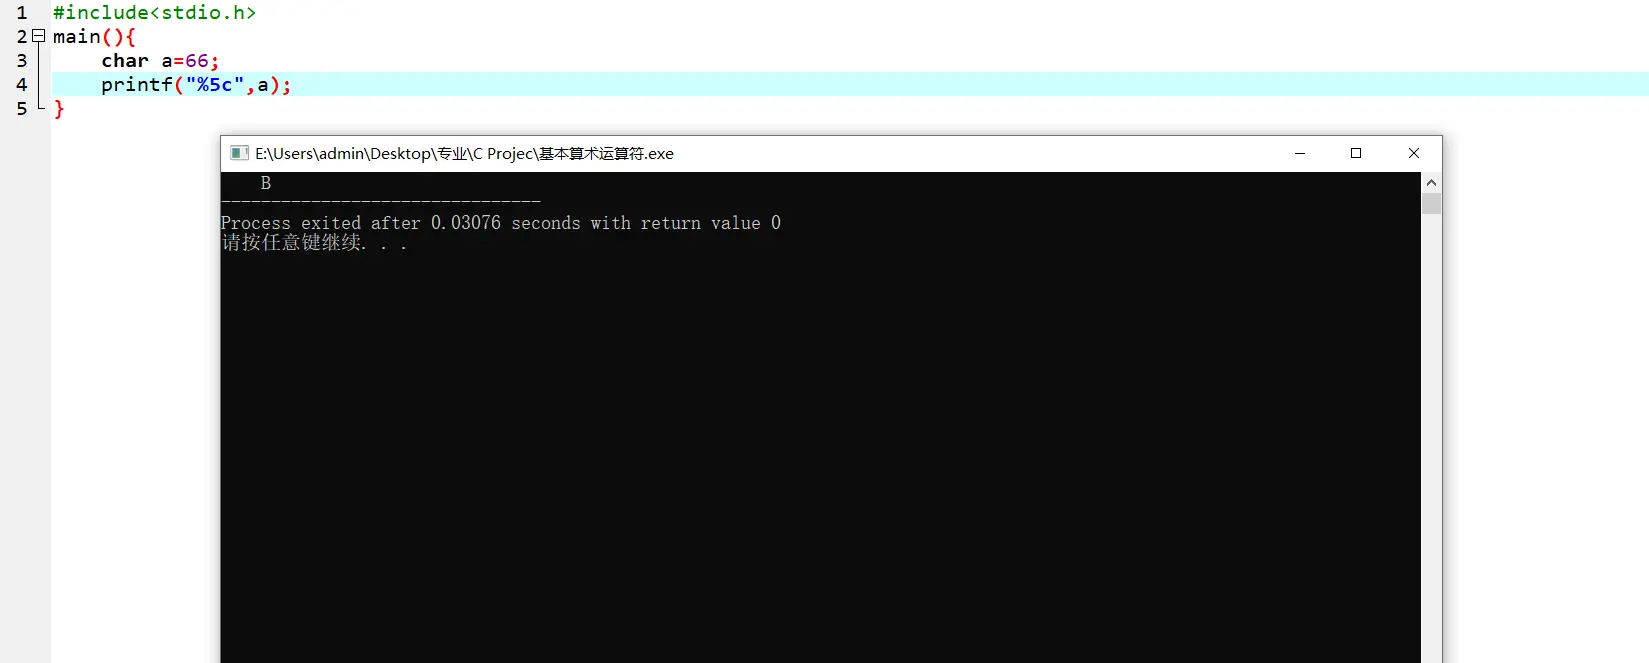 1 #include<stdio.h>
2 main(){
3 char a=66;
4 printf("%5c",a);
5 }
E:\Users\admin\Desktop\专业\C Projec\基本算术运算符.exe
B
--------------------------------
Process exited after 0.03076 seconds with return value 0
请按任意键继续. . .